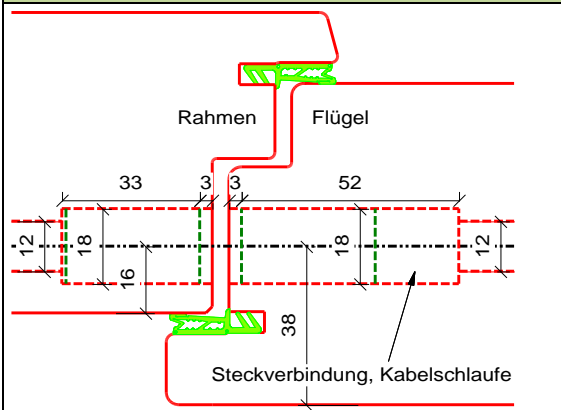 Rahmen Flügel
33 3 3 52
12 18 16 18 12
38
Steckverbindung, Kabelschlaufe